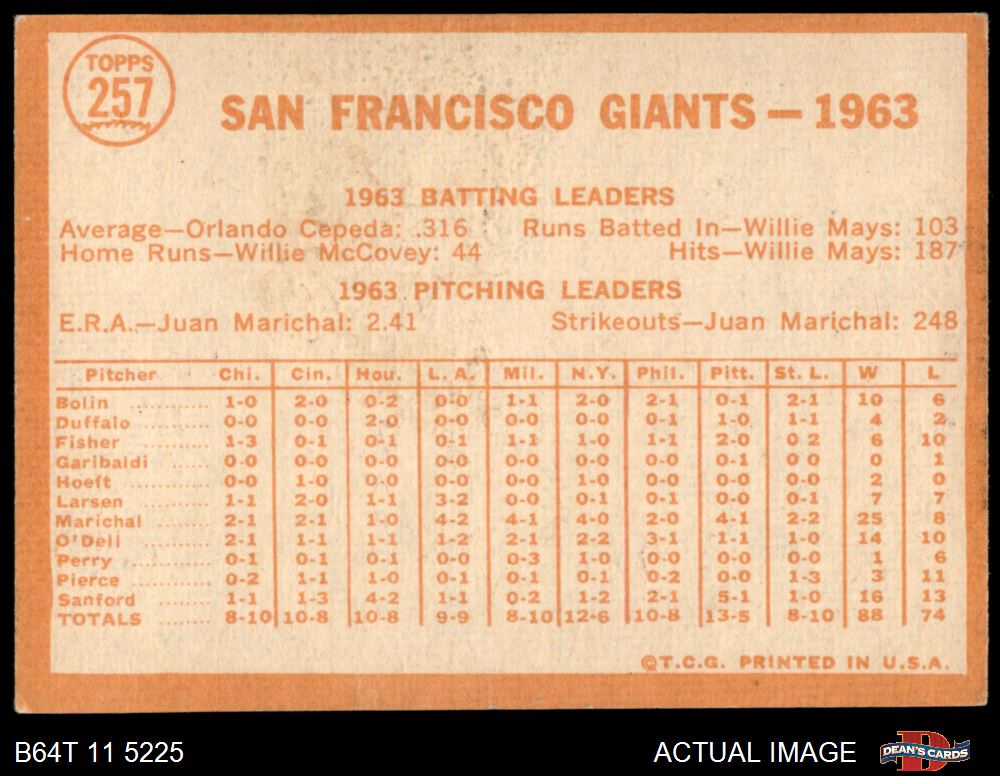 TOPPS
257
SAN FRANCISCO GIANTS — 1963
1963 BATTING LEADERS
Average—Orlando Cepeda: .316 Runs Batted In—Willie Mays: 103
Home Runs—Willie McCovey: 44 Hits—Willie Mays: 187
1963 PITCHING LEADERS
E.R.A.—Juan Marichal: 2.41 Strikeouts—Juan Marichal: 248
Pitcher Chi. Cin. Hou. L. A. Mil. N.Y. Phil. Pitt. St. L. W L
Bolin .......... 1-0 2-0 0-2 0-0 1-1 2-0 2-1 0-1 2-1 10 6
Duffalo ........ 0-0 0-0 2-0 0-0 0-0 0-0 0-1 1-0 1-1 4 2
Fisher ......... 1-3 0-1 0-1 0-1 1-1 1-0 1-1 2-0 0 2 6 10
Garibaldi ...... 0-0 0-0 0-0 0-0 0-0 0-0 0-0 0-1 0 0 0 1
Hoeft .......... 0-0 1-0 0-0 0-0 0-0 1-0 0-0 0-0 0-0 2 0
Larsen ......... 1-1 2-0 1-1 3-2 0-0 0-1 0-1 0-0 0-1 7 7
Marichal ....... 2-1 2-1 1-0 4-2 4-1 4-0 2-0 4-1 2-2 25 8
O'Dell ......... 2-1 1-1 1-1 1-2 2-1 2-2 3-1 1-1 1-0 14 10
Perry .......... 0-1 0-1 0-1 0-0 0-3 1-0 0-0 0-0 0-0 1 6
Pierce ......... 0-2 1-1 1-0 0-1 0-1 0-1 0-2 0-0 1-3 3 11
Sanford ........ 1-1 1-3 4-2 1-1 0-2 1-2 2-1 5-1 1-0 16 13
TOTALS 8-10 10-8 10-8 9-9 8-10 12-6 10-8 13-5 8-10 88 74
©T.C.G. PRINTED IN U.S.A.
B64T 11 5225 ACTUAL IMAGE DEAN'S CARDS